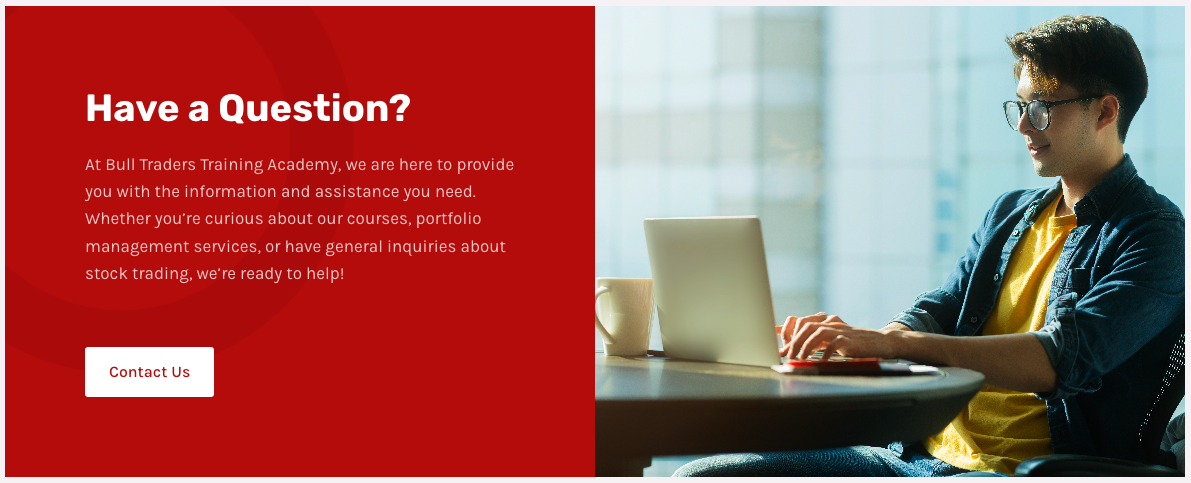 Have a Question?
At Bull Traders Training Academy, we are here to provide
you with the information and assistance you need.
Whether you’re curious about our courses, portfolio
management services, or have general inquiries about
stock trading, we’re ready to help!
Contact Us